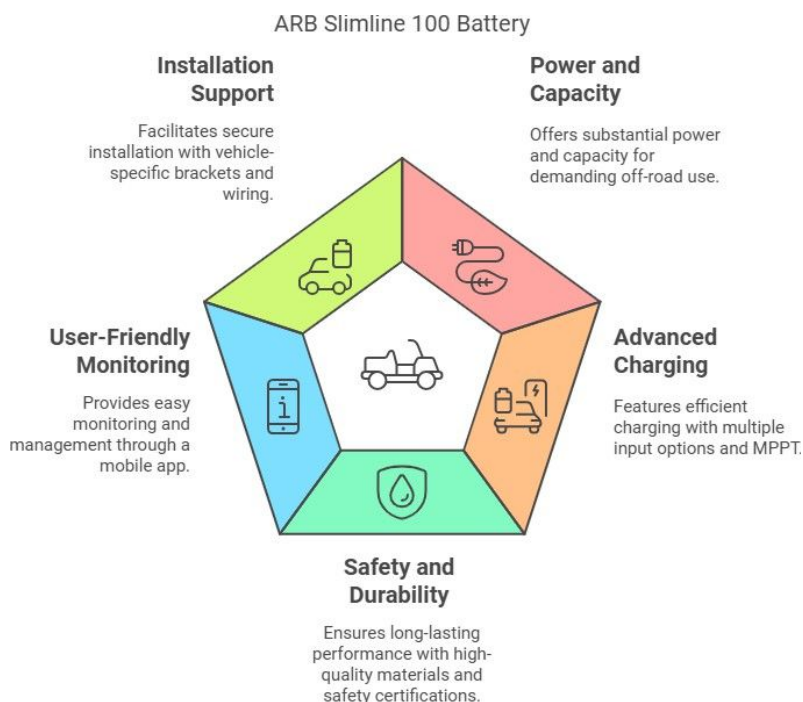 ARB Slimline 100 Battery
Installation
Support
Facilitates secure
installation with vehicle-
specific brackets and
wiring.
Power and
Capacity
Offers substantial power
and capacity for
demanding off-road use.
User-Friendly
Monitoring
Provides easy
monitoring and
management through a
mobile app.
Advanced
Charging
Features efficient
charging with multiple
input options and MPPT.
Safety and
Durability
Ensures long-lasting
performance with high-
quality materials and
safety certifications.